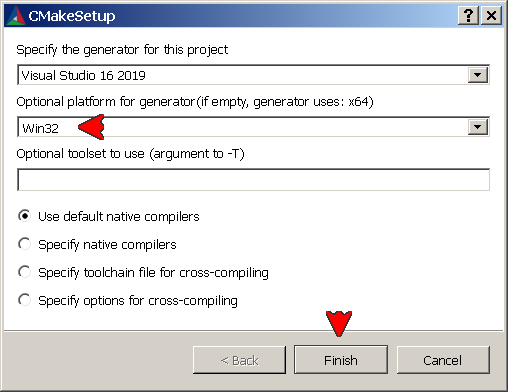 CMakeSetup
Specify the generator for this project
Visual Studio 16 2019
Optional platform for generator(if empty, generator uses: x64)
Win32
Optional toolset to use (argument to -T)
Use default native compilers
Specify native compilers
Specify toolchain file for cross-compiling
Specify options for cross-compiling
< Back Finish Cancel